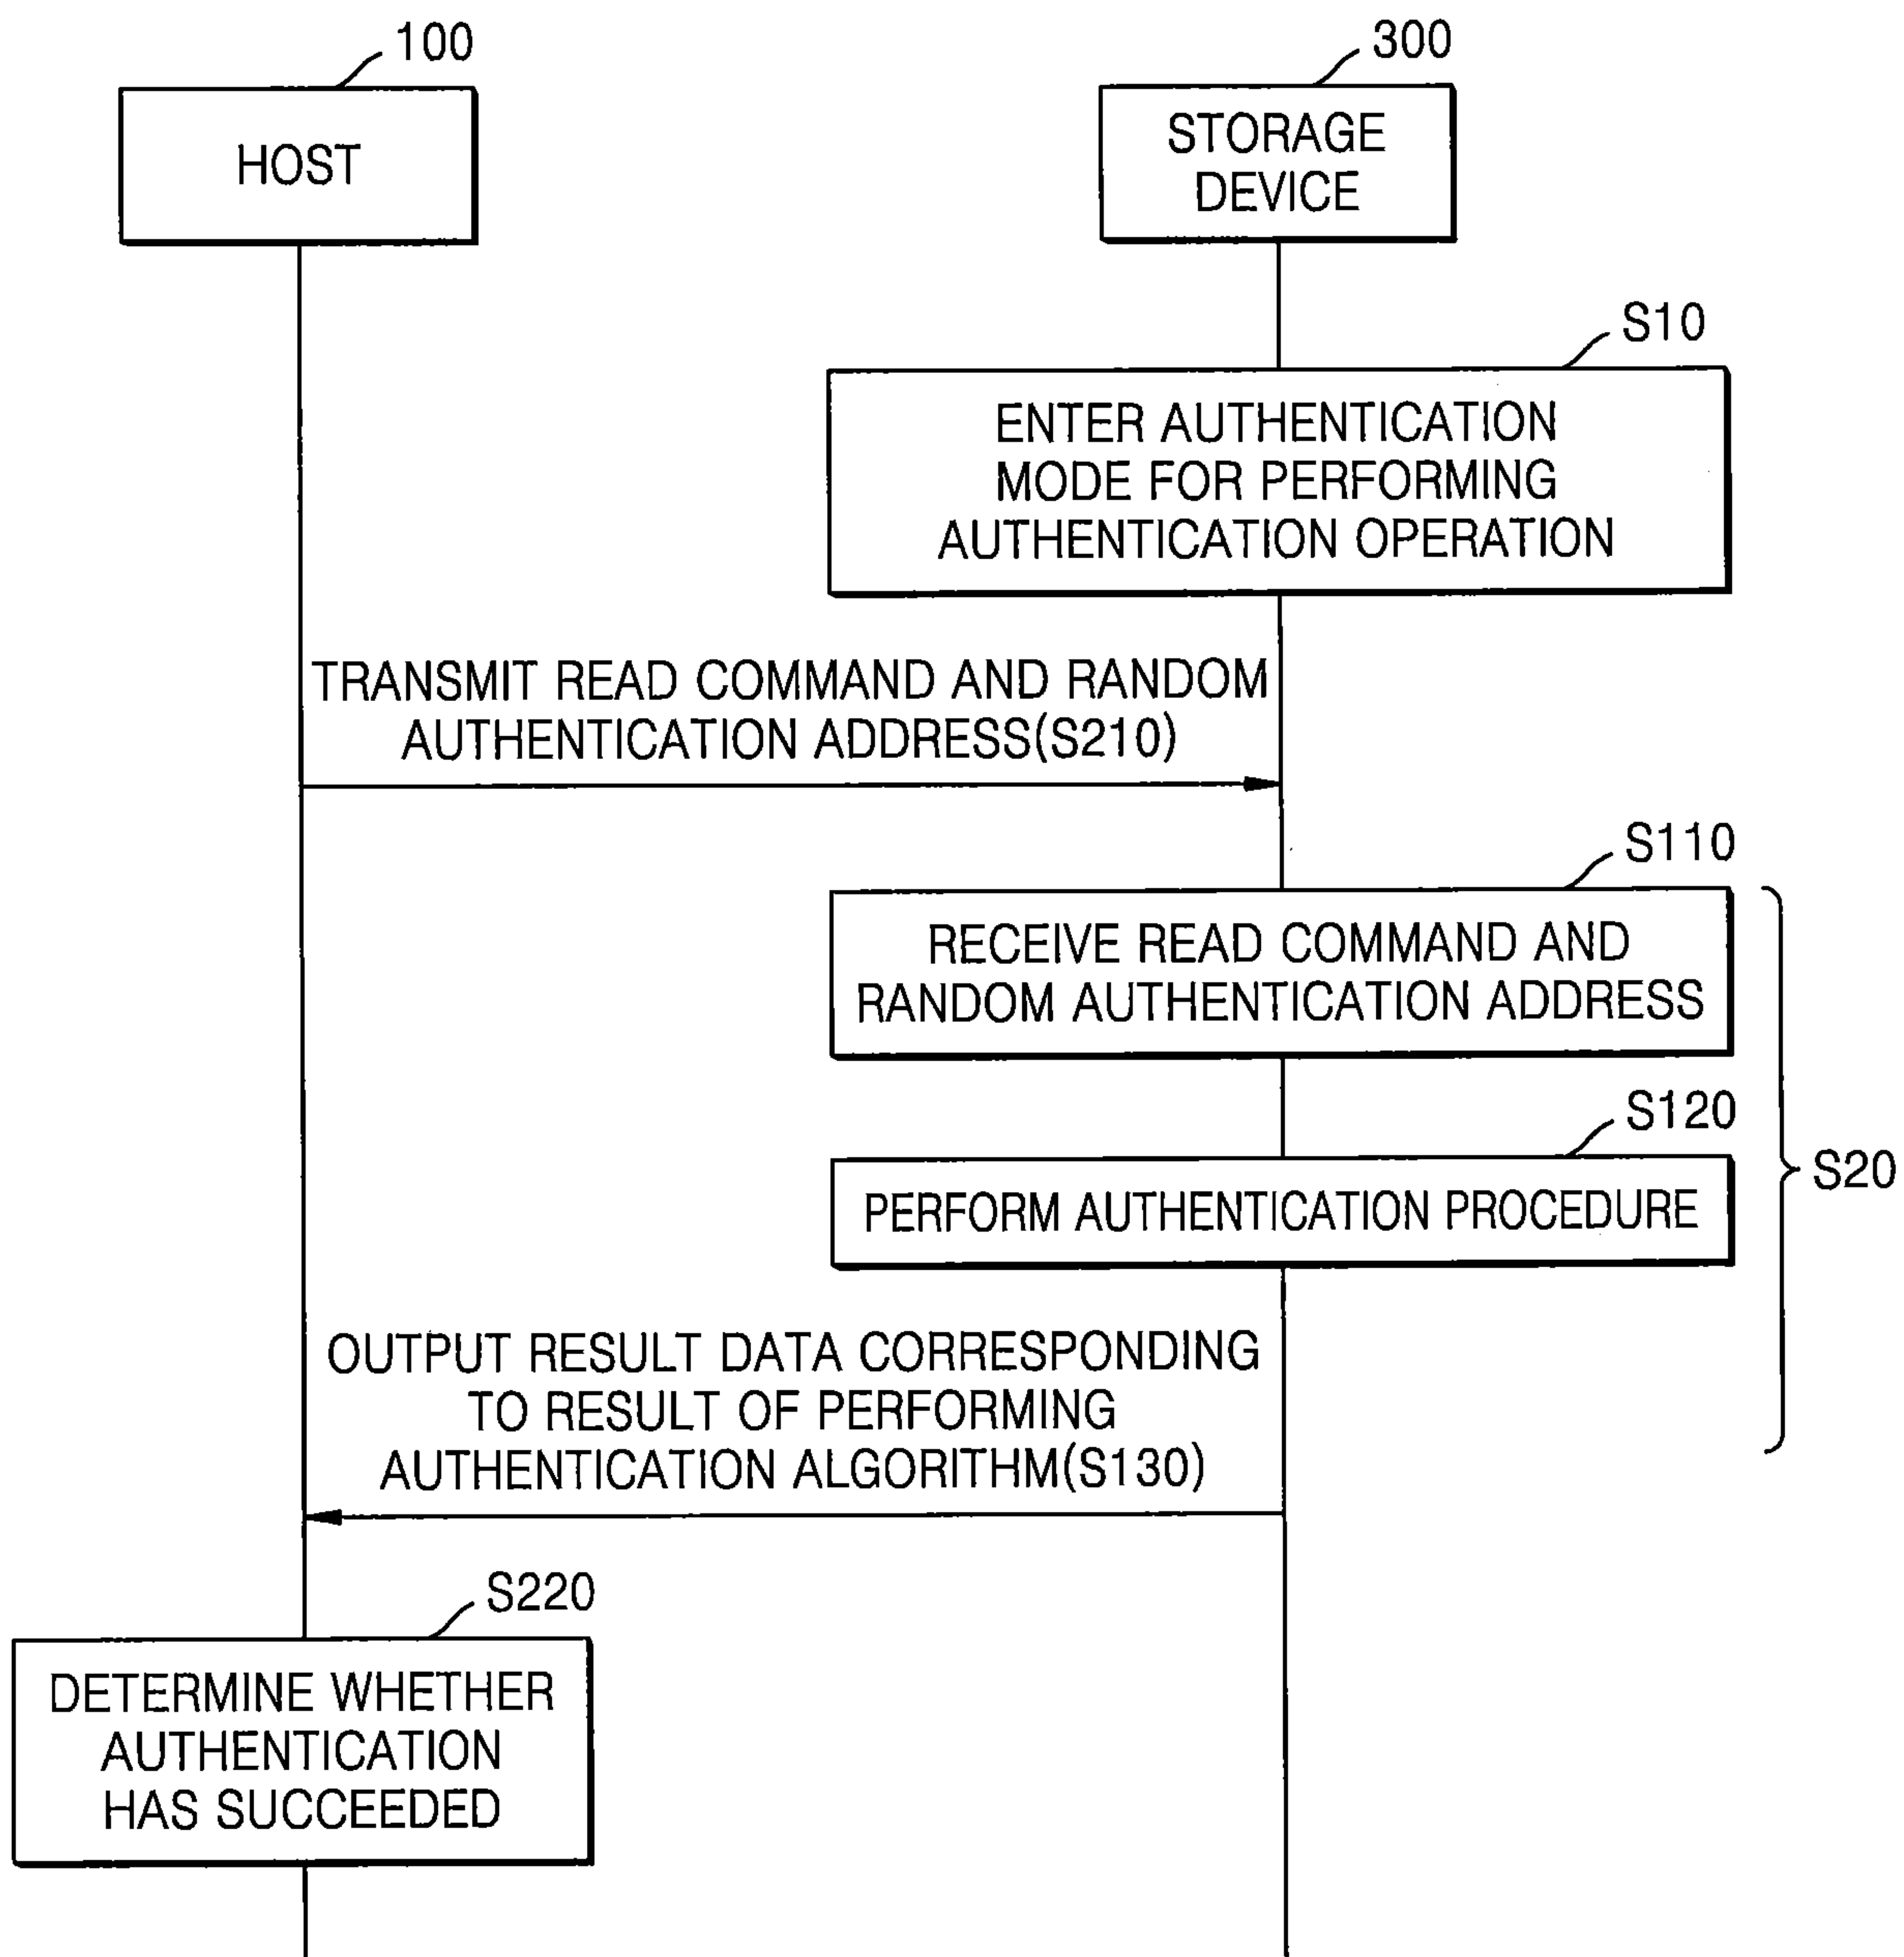 100
HOST
300
STORAGE
DEVICE
S10
ENTER AUTHENTICATION
MODE FOR PERFORMING
AUTHENTICATION OPERATION
TRANSMIT READ COMMAND AND RANDOM
AUTHENTICATION ADDRESS(S210)
S110
RECEIVE READ COMMAND AND
RANDOM AUTHENTICATION ADDRESS
S120
PERFORM AUTHENTICATION PROCEDURE
S20
OUTPUT RESULT DATA CORRESPONDING
TO RESULT OF PERFORMING
AUTHENTICATION ALGORITHM(S130)
S220
DETERMINE WHETHER
AUTHENTICATION
HAS SUCCEEDED